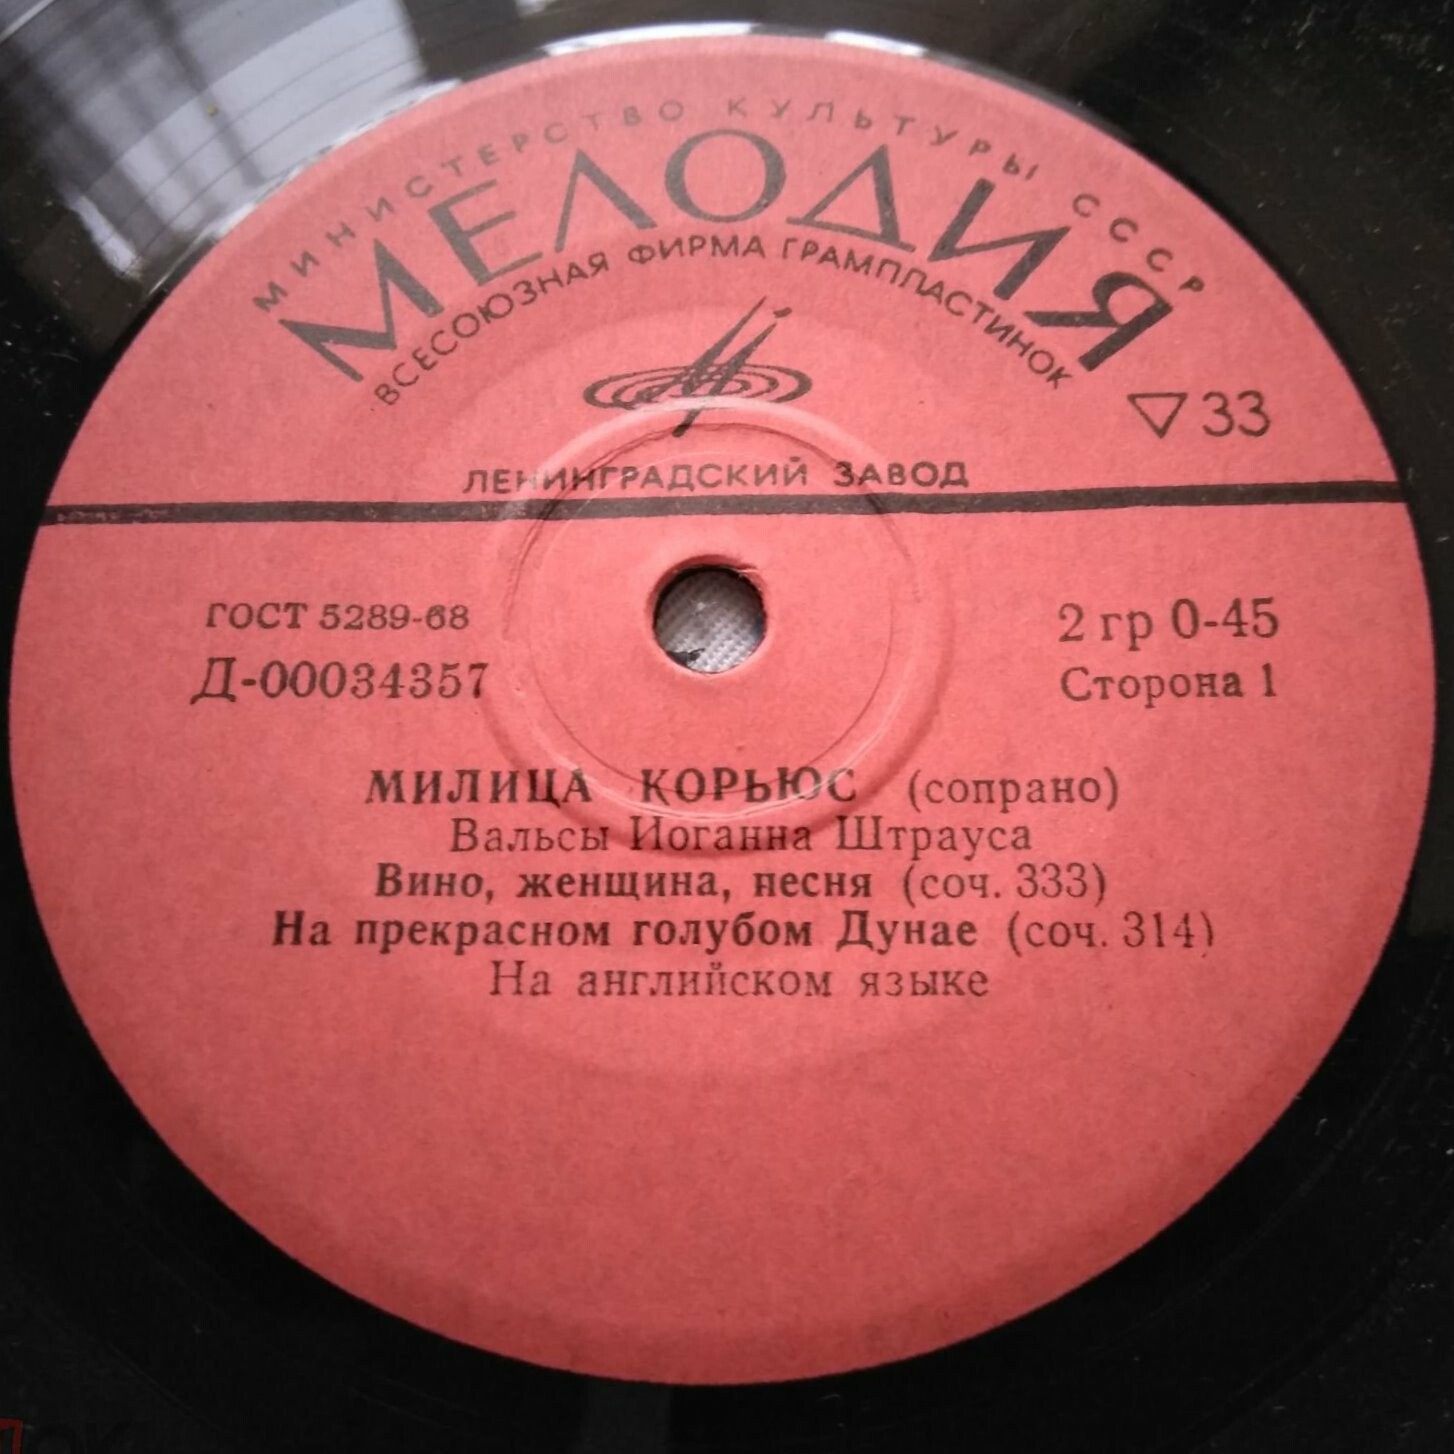 МИНИСТЕРСТВО КУЛЬТУРЫ СССР
МЕЛОДИЯ
ВСЕСОЮЗНАЯ ФИРМА ГРАМПЛАСТИНОК
▽33
ЛЕНИНГРАДСКИЙ ЗАВОД
ГОСТ 5289-68
2 гр 0-45
Д-00034357
Сторона 1
МИЛИЦА КОРЬЮС (сопрано)
Вальсы Иоганна Штрауса
Вино, женщина, песня (соч. 333)
На прекрасном голубом Дунае (соч. 314)
На английском языке